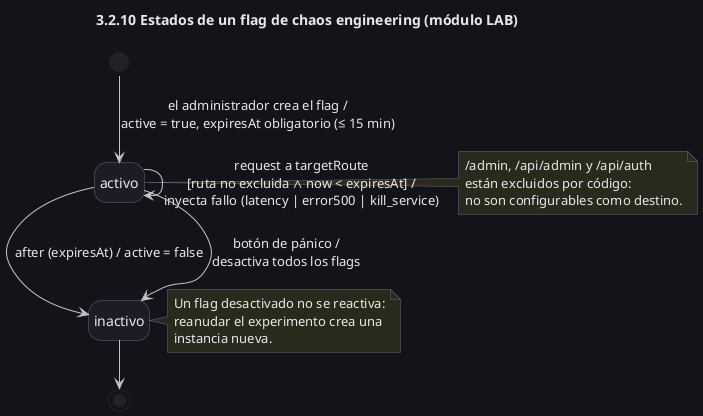 3.2.10 Estados de un flag de chaos engineering (módulo LAB)
el administrador crea el flag /
active = true, expiresAt obligatorio (≤ 15 min)
activo
request a targetRoute
[ruta no excluida ∧ now < expiresAt] /
inyecta fallo (latency | error500 | kill_service)
/admin, /api/admin y /api/auth
están excluidos por código:
no son configurables como destino.
after (expiresAt) / active = false
botón de pánico /
desactiva todos los flags
inactivo
Un flag desactivado no se reactiva:
reanudar el experimento crea una
instancia nueva.